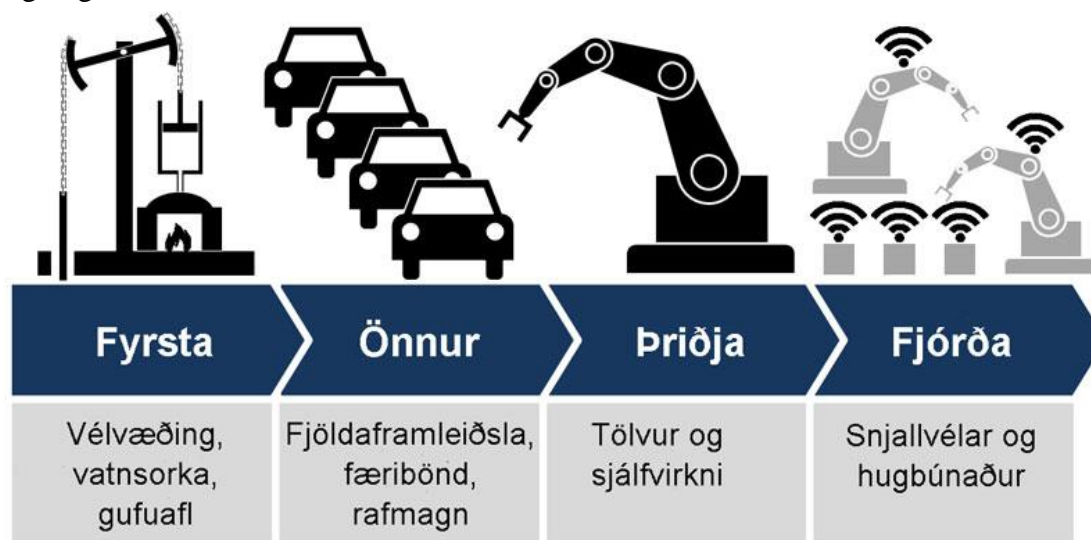 Fyrsta
Önnur
Þriðja
Fjórða
Vélvæðing,
vatnsorka,
gufuafl
Fjöldaframleiðsla,
færibönd,
rafmagn
Tölvur og
sjálfvirkni
Snjallvélar og
hugbúnaður